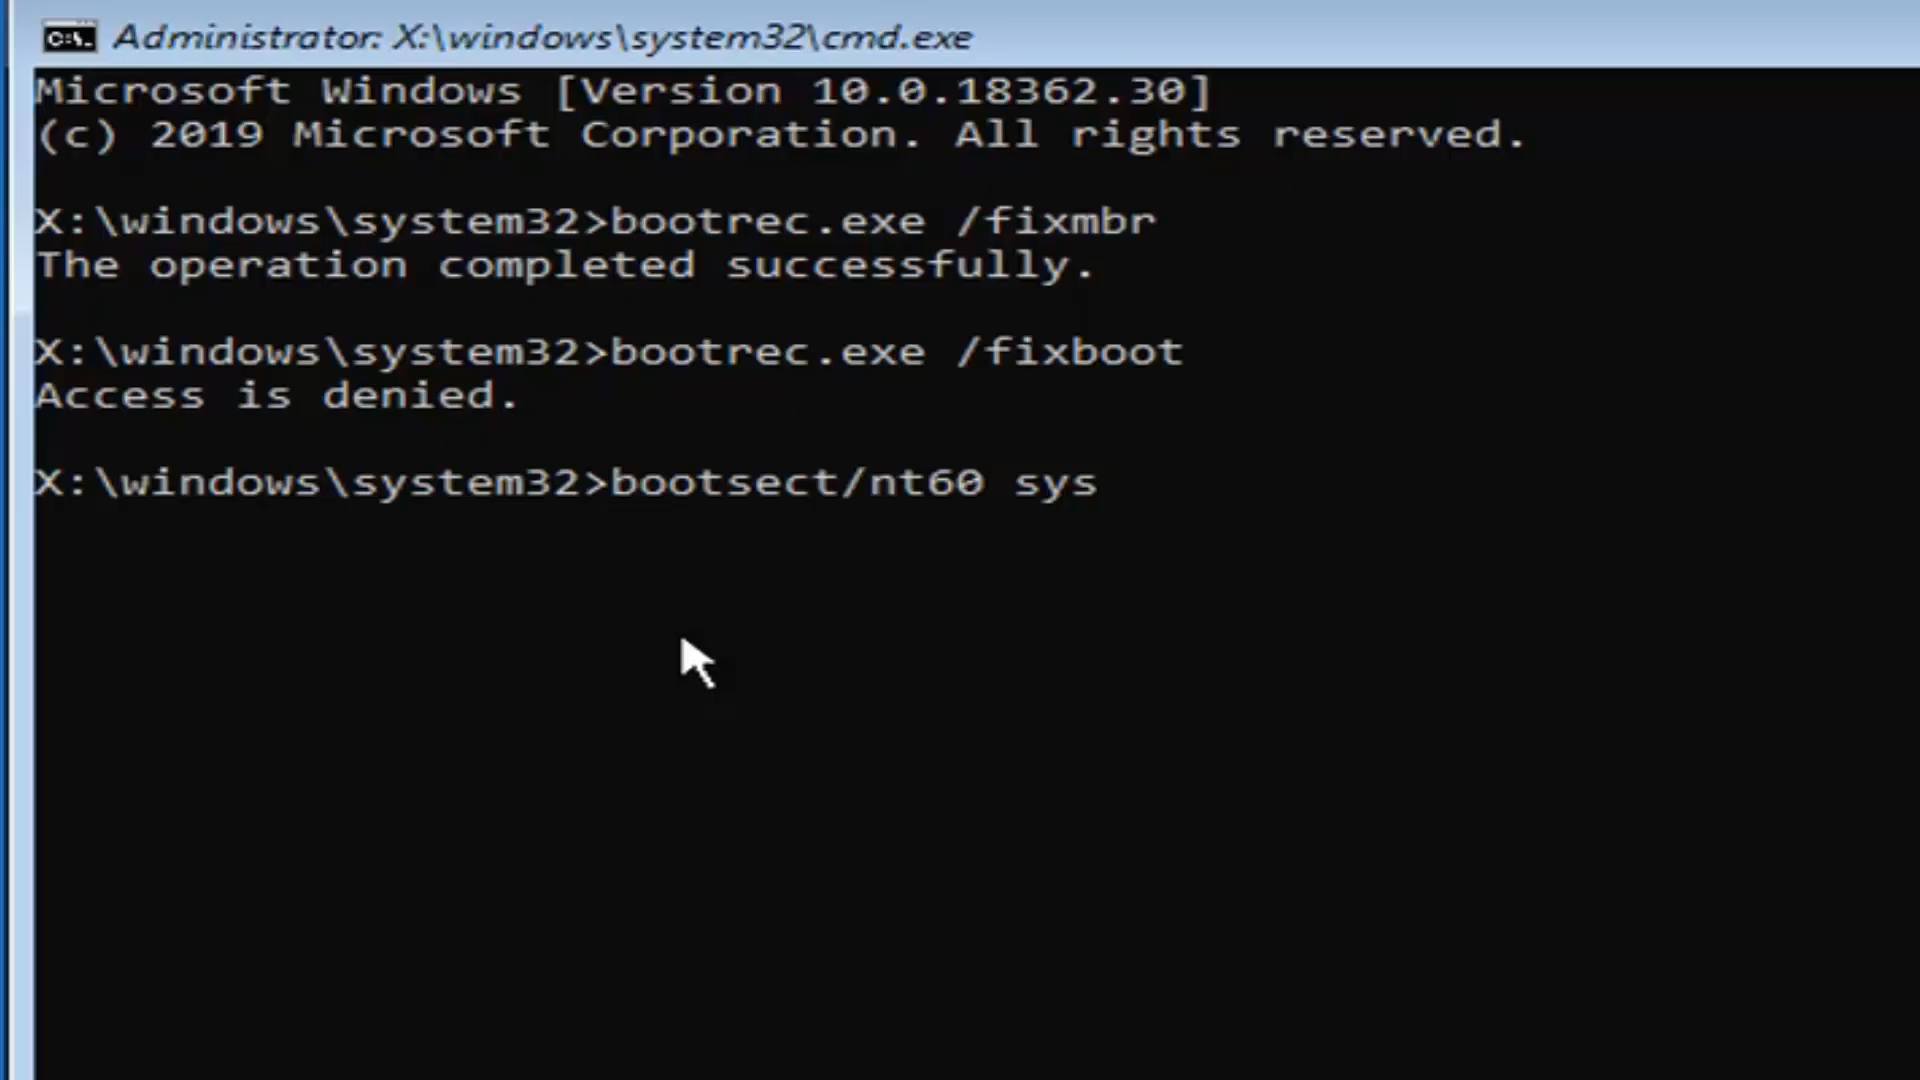 C:\.
Administrator: X:\windows\system32\cmd.exe
Microsoft Windows [Version 10.0.18362.30]
(c) 2019 Microsoft Corporation. All rights reserved.
X:\windows\system32>bootrec.exe /fixmbr
The operation completed successfully.
X:\windows\system32>bootrec.exe /fixboot
Access is denied.
X:\windows\system32>bootsect/nt60 sys